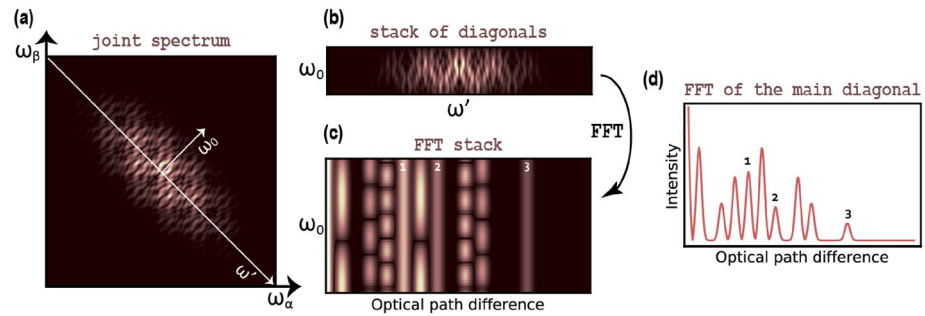 (a)
joint spectrum
ωβ
ω₀
ω’
ωα
(b)
stack of diagonals
ω₀
ω’
FFT
(c)
FFT stack
1 2 3
ω₀
Optical path difference
(d)
FFT of the main diagonal
Intensity
1
2
3
Optical path difference